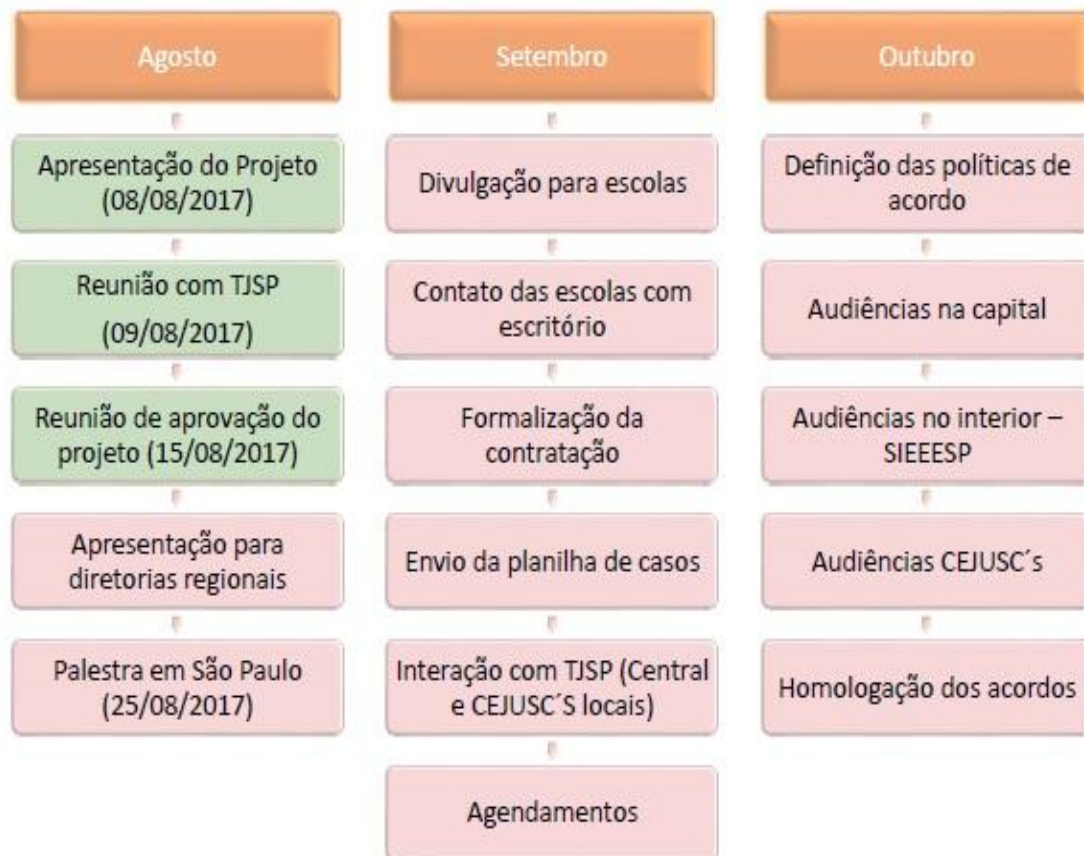 Agosto
Apresentação do Projeto
(08/08/2017)
Reunião com TJSP
(09/08/2017)
Reunião de aprovação do
projeto (15/08/2017)
Apresentação para
diretorias regionais
Palestra em São Paulo
(25/08/2017)
Setembro
Divulgação para escolas
Contato das escolas com
escritório
Formalização da
contratação
Envio da planilha de casos
Interação com TJSP (Central
e CEJUSC´S locais)
Agendamentos
Outubro
Definição das políticas de
acordo
Audiências na capital
Audiências no interior –
SIEEESP
Audiências CEJUSC´s
Homologação dos acordos